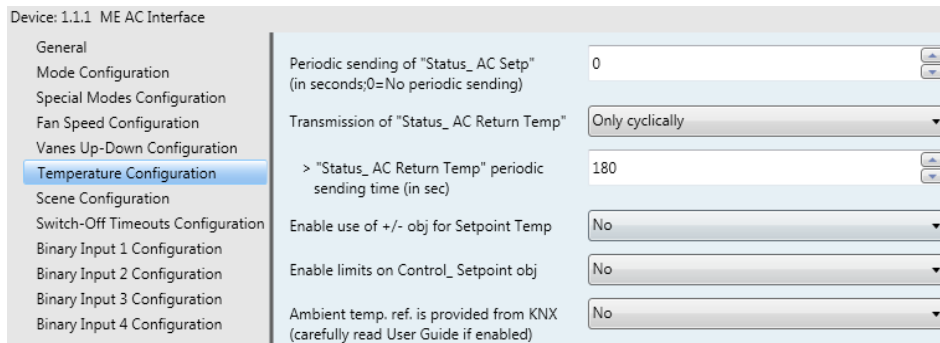 Device: 1.1.1 ME AC Interface
General
Mode Configuration
Special Modes Configuration
Fan Speed Configuration
Vanes Up-Down Configuration
Temperature Configuration
Scene Configuration
Switch-Off Timeouts Configuration
Binary Input 1 Configuration
Binary Input 2 Configuration
Binary Input 3 Configuration
Binary Input 4 Configuration
Periodic sending of "Status_ AC Setp"
(in seconds;0=No periodic sending)
0
Transmission of "Status_ AC Return Temp"
Only cyclically
> "Status_ AC Return Temp" periodic
sending time (in sec)
180
Enable use of +/- obj for Setpoint Temp
No
Enable limits on Control_ Setpoint obj
No
Ambient temp. ref. is provided from KNX
(carefully read User Guide if enabled)
No